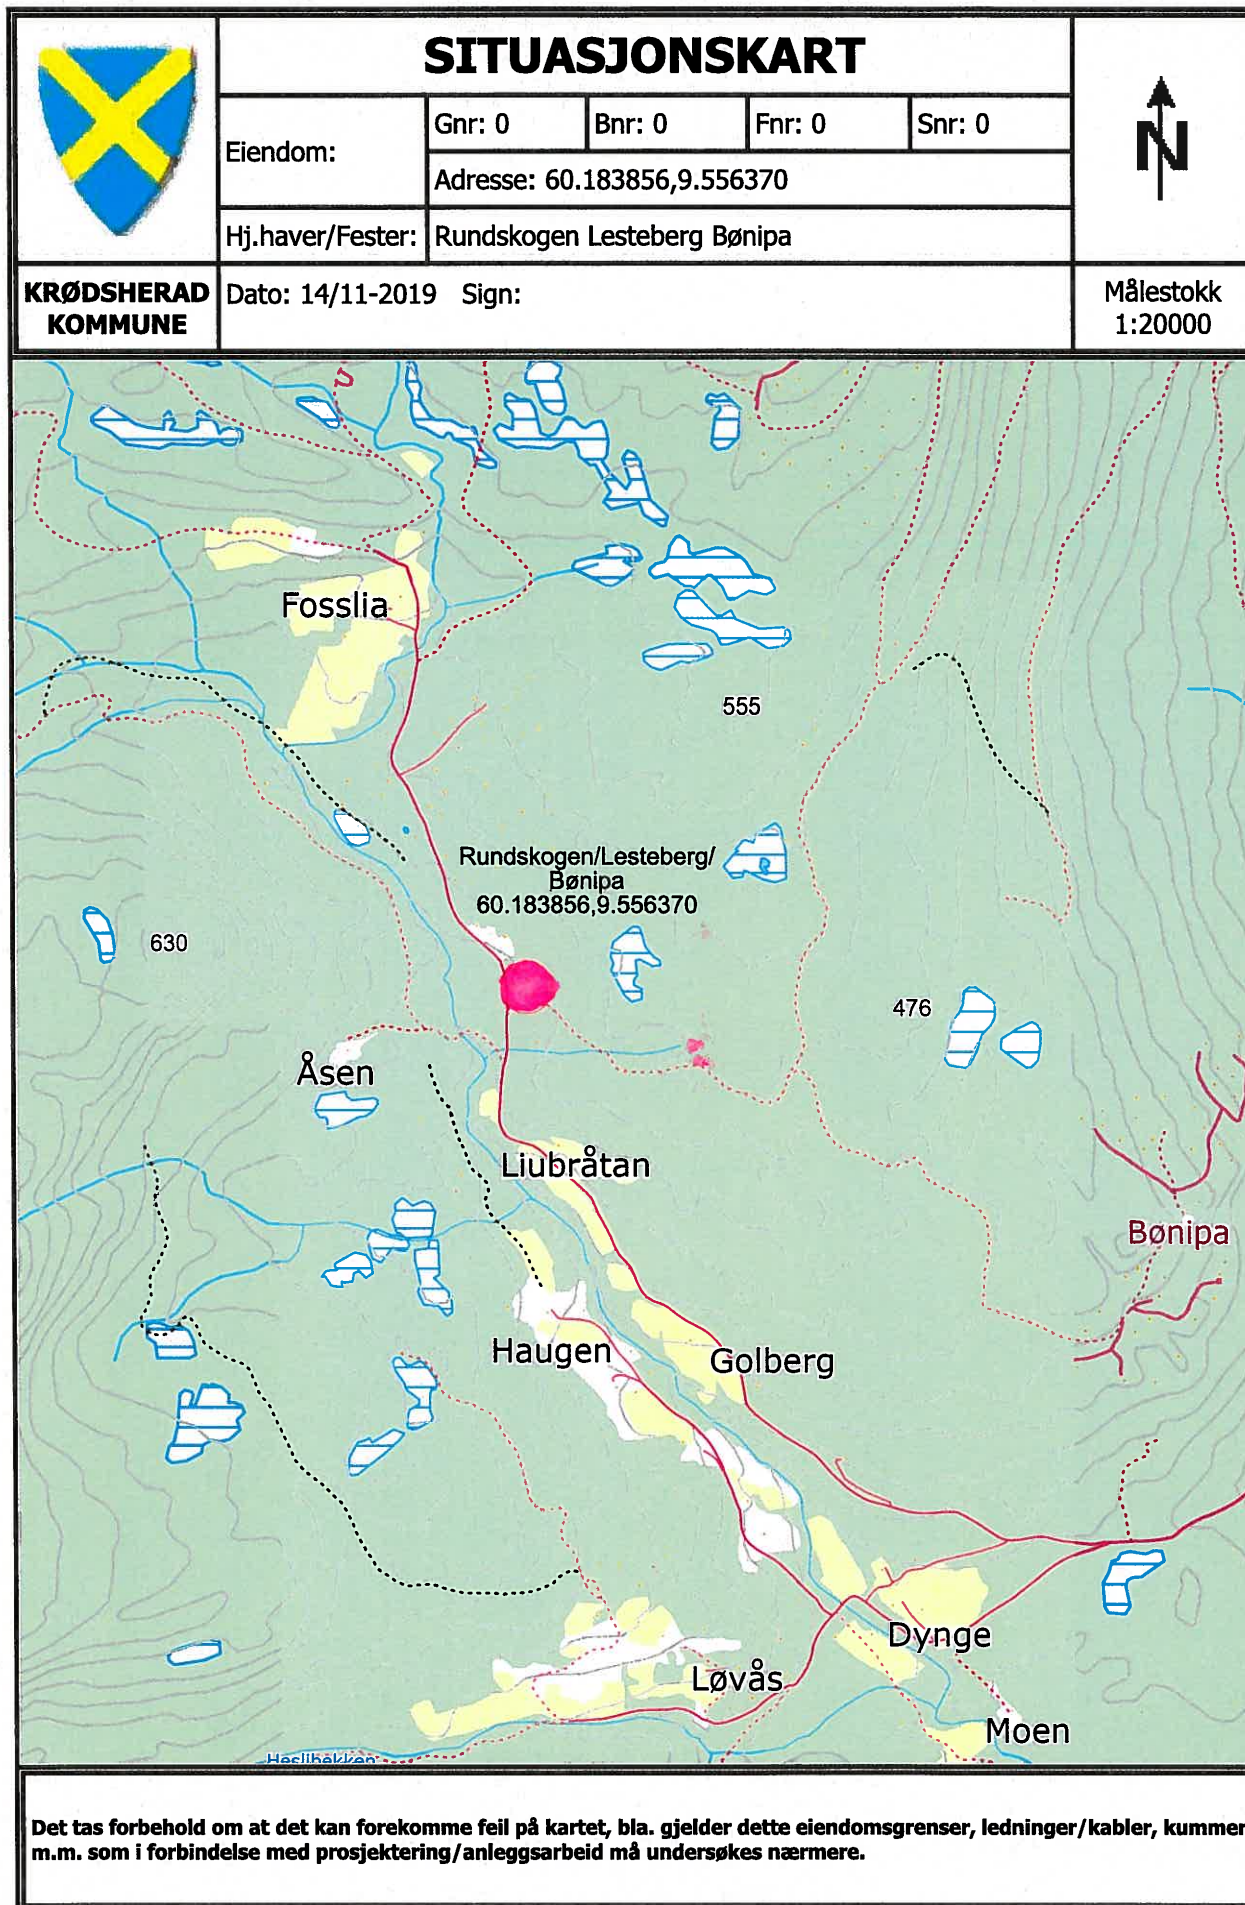 SITUASJONSKART
Eiendom:
Gnr: 0
Bnr: 0
Fnr: 0
Snr: 0
Adresse: 60.183856,9.556370
Hj.haver/Fester:
Rundskogen Lesteberg Bønipa
N
KRØDSHERAD
KOMMUNE
Dato: 14/11-2019 Sign:
Målestokk
1:20000
Fosslia
555
Rundskogen/Lesteberg/
Bønipa
60.183856,9.556370
630
476
Åsen
Liubråtan
Bønipa
Haugen
Golberg
Dynge
Løvås
Moen
Heslibekken
Det tas forbehold om at det kan forekomme feil på kartet, bla. gjelder dette eiendomsgrenser, ledninger/kabler, kummer
m.m. som i forbindelse med prosjektering/anleggsarbeid må undersøkes nærmere.